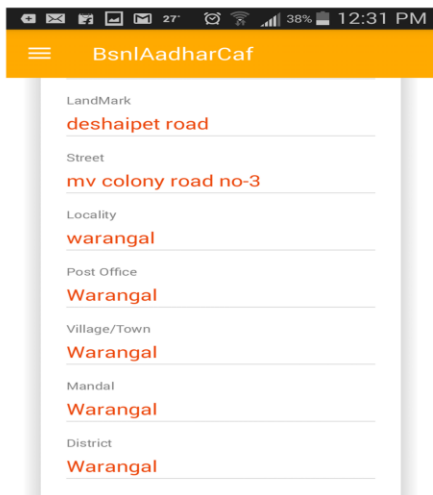 27° 38% 12:31 PM
BsnlAadharCaf
LandMark
deshaipet road
Street
mv colony road no-3
Locality
warangal
Post Office
Warangal
Village/Town
Warangal
Mandal
Warangal
District
Warangal